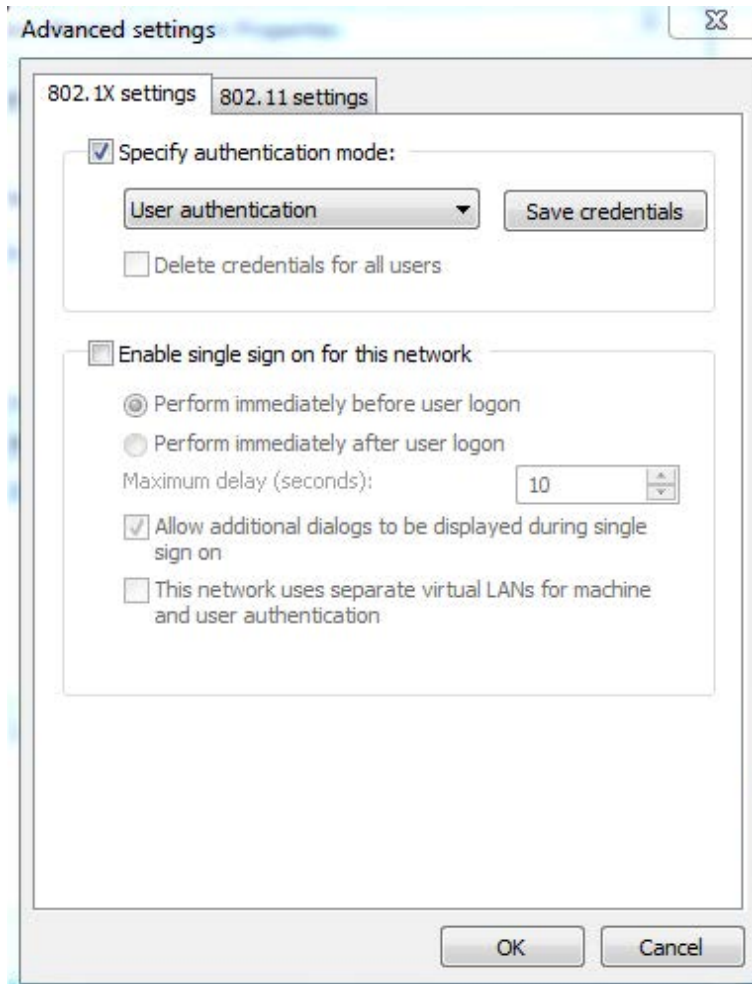 Advanced settings
Properties
802.1X settings
802.11 settings
Specify authentication mode:
User authentication
Save credentials
Delete credentials for all users
Enable single sign on for this network
Perform immediately before user logon
Perform immediately after user logon
Maximum delay (seconds):
10
Allow additional dialogs to be displayed during single
sign on
This network uses separate virtual LANs for machine
and user authentication
OK
Cancel